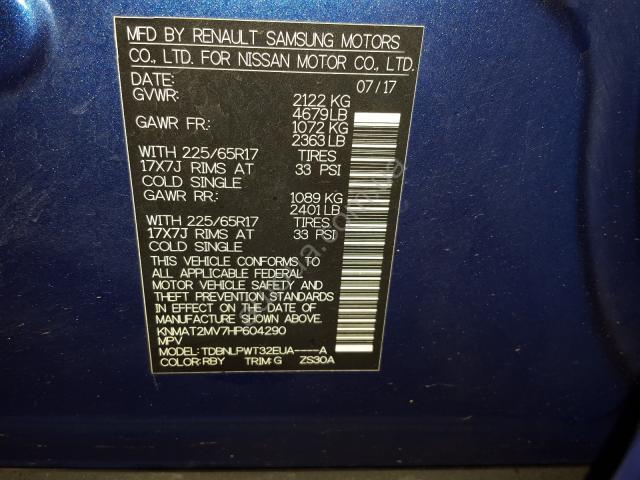 MFD BY RENAULT SAMSUNG MOTORS
CO., LTD. FOR NISSAN MOTOR CO., LTD.
DATE: 07/17
GVWR: 2122 KG
4679 LB
GAWR FR: 1072 KG
2363 LB
WITH 225/65R17 TIRES
17X7J RIMS AT 33 PSI
COLD SINGLE
GAWR RR: 1089 KG
2401 LB
WITH 225/65R17 TIRES
17X7J RIMS AT 33 PSI
COLD SINGLE
THIS VEHICLE CONFORMS TO
ALL APPLICABLE FEDERAL
MOTOR VEHICLE SAFETY AND
THEFT PREVENTION STANDARDS
IN EFFECT ON THE DATE OF
MANUFACTURE SHOWN ABOVE.
KNMAT2MV7HP604290
MPV
MODEL: TDBNLPWT32EUA----A
COLOR: RBY TRIM: G ZS30A